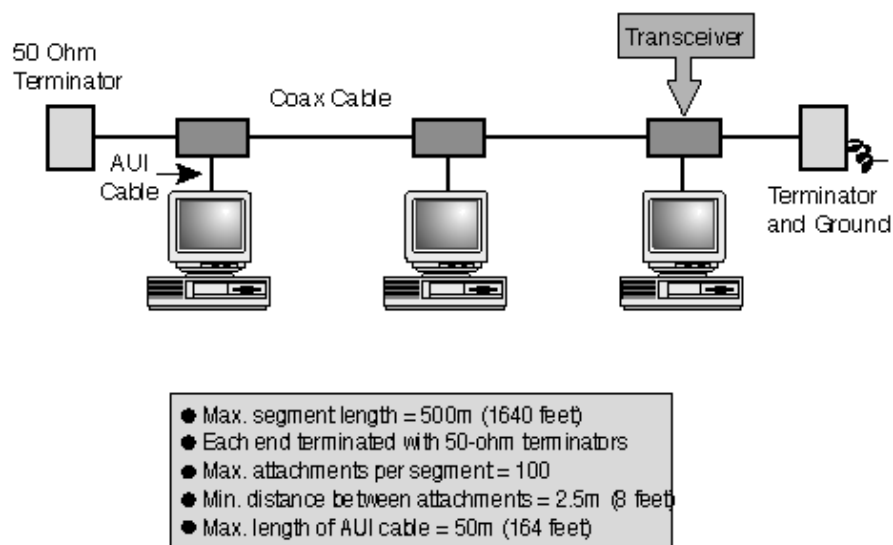 Transceiver
50 Ohm
Terminator
Coax Cable
AUI
Cable
Terminator
and Ground
● Max. segment length = 500m (1640 feet)
● Each end terminated with 50-ohm terminators
● Max. attachments per segment = 100
● Min. distance between attachments = 2.5m (8 feet)
● Max. length of AUI cable = 50m (164 feet)